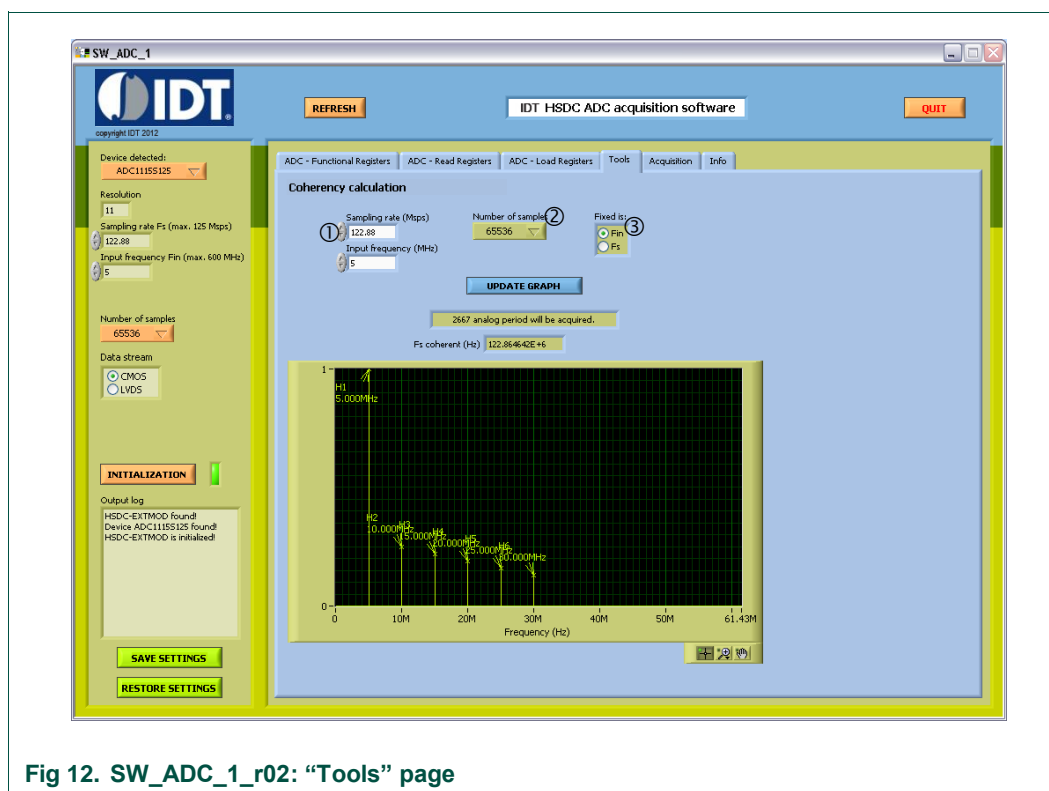 SW_ADC_1
IDT.
copyright IDT 2012
REFRESH
IDT HSDC ADC acquisition software
QUIT
Device detected:
ADC1115S125
Resolution
11
Sampling rate Fs (max. 125 Msps)
122.88
Input frequency Fin (max. 600 MHz)
5
Number of samples
65536
Data stream
CMOS
LVDS
INITIALIZATION
Output log
HSDC-EXTMOD found!
Device ADC1115S125 found!
HSDC-EXTMOD is initialized!
SAVE SETTINGS
RESTORE SETTINGS
ADC - Functional Registers ADC - Read Registers ADC - Load Registers Tools Acquisition Info
Coherency calculation
Sampling rate (Msps)
① 122.88
Input frequency (MHz)
5
Number of samples ②
65536
Fixed is:
Fin ③
Fs
UPDATE GRAPH
2667 analog period will be acquired.
Fs coherent (Hz) 122.864642E+6
1
H1
5.000MHz
H2
10.000MHz
H3
15.000MHz
H4
20.000MHz
H5
25.000MHz
H6
30.000MHz
0
0 10M 20M 30M 40M 50M 61.43M
Frequency (Hz)
Fig 12. SW_ADC_1_r02: “Tools” page